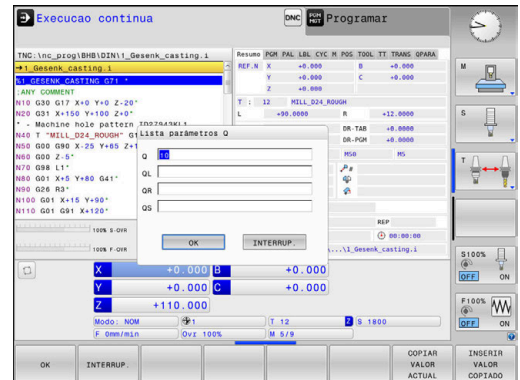 Execucao continua
DNC
PGM MGT
Programar
TNC:\nc_prog\BHB\DIN\1_Gesenk_casting.i
→1_Gesenk_casting.i
%1_GESENK_CASTING G71 *
;ANY COMMENT
N10 G30 G17 X+0 Y+0 Z-20*
N20 G31 X+150 Y+100 Z+0*
* - Machine hole pattern ID27943KL1
N40 T "MILL_D24_ROUGH" G1
N50 G00 G90 X-25 Y+65 Z+1
N60 G00 Z-5*
N70 G98 L1*
N80 G01 X+5 Y+80 G41*
N90 G26 R3*
N100 G01 X+15 Y+90*
N110 G01 G91 X+120*
100% S-OVR
100% F-OVR
Resumo PGM PAL LBL CYC M POS TOOL TT TRANS QPARA
REF.N X +0.000 B +0.000
Y +0.000 C +0.000
Z +0.000
T : 12 MILL_D24_ROUGH
L +90.0000 R +12.0000
DR-TAB +0.0000
DR-PGM +0.0000
M50 M5
P#
REP
00:00:00
\...\1_Gesenk_casting.i
Lista parâmetros Q
Q 10
QL
QR
QS
OK
INTERRUP.
X +0.000 B +0.000
Y +0.000 C +0.000
Z +110.000
Modo: NOM 1 T 12 Z S 1800
F 0mm/min Ovr 100% M 5/9
M
S
T
S100%
OFF ON
F100%
OFF ON
OK
INTERRUP.
COPIAR VALOR ACTUAL
INSERIR VALOR COPIADO